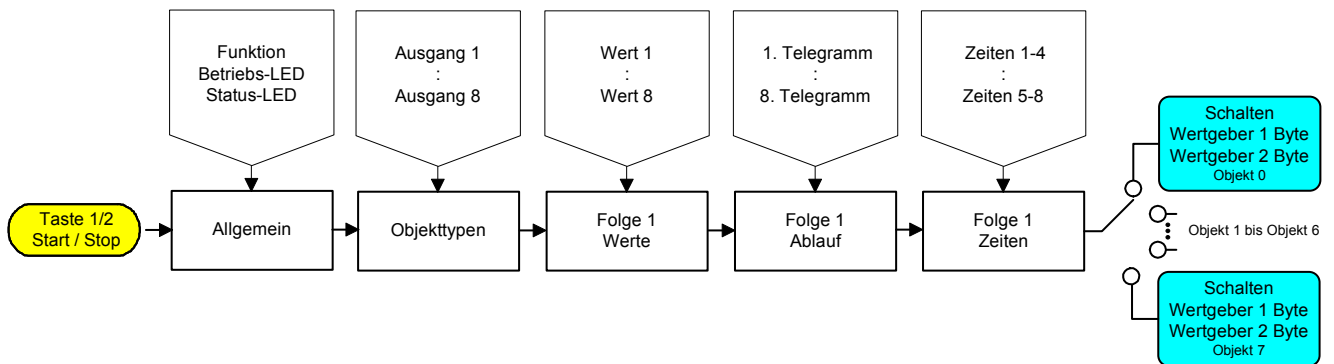 Funktion
Betriebs-LED
Status-LED
Ausgang 1
:
Ausgang 8
Wert 1
:
Wert 8
1. Telegramm
:
8. Telegramm
Zeiten 1-4
:
Zeiten 5-8
Taste 1/2
Start / Stop
Allgemein
Objekttypen
Folge 1
Werte
Folge 1
Ablauf
Folge 1
Zeiten
Schalten
Wertgeber 1 Byte
Wertgeber 2 Byte
Objekt 0
Objekt 1 bis Objekt 6
Schalten
Wertgeber 1 Byte
Wertgeber 2 Byte
Objekt 7